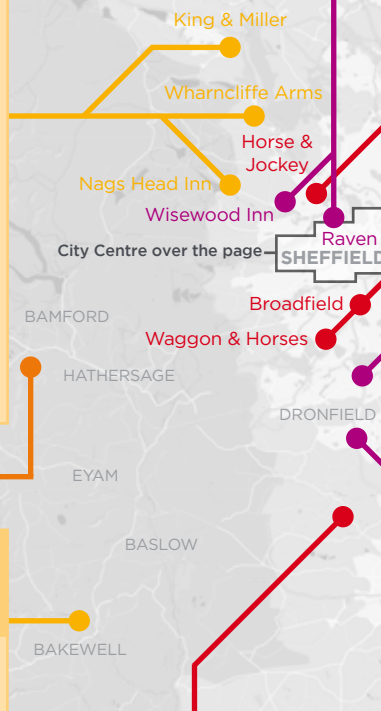 King & Miller
Wharncliffe Arms
Horse &
Jockey
Nags Head Inn
Wisewood Inn
Raven
City Centre over the page
SHEFFIELD
Broadfield
BAMFORD
Waggon & Horses
HATHERSAGE
DRONFIELD
EYAM
BASLOW
BAKEWELL